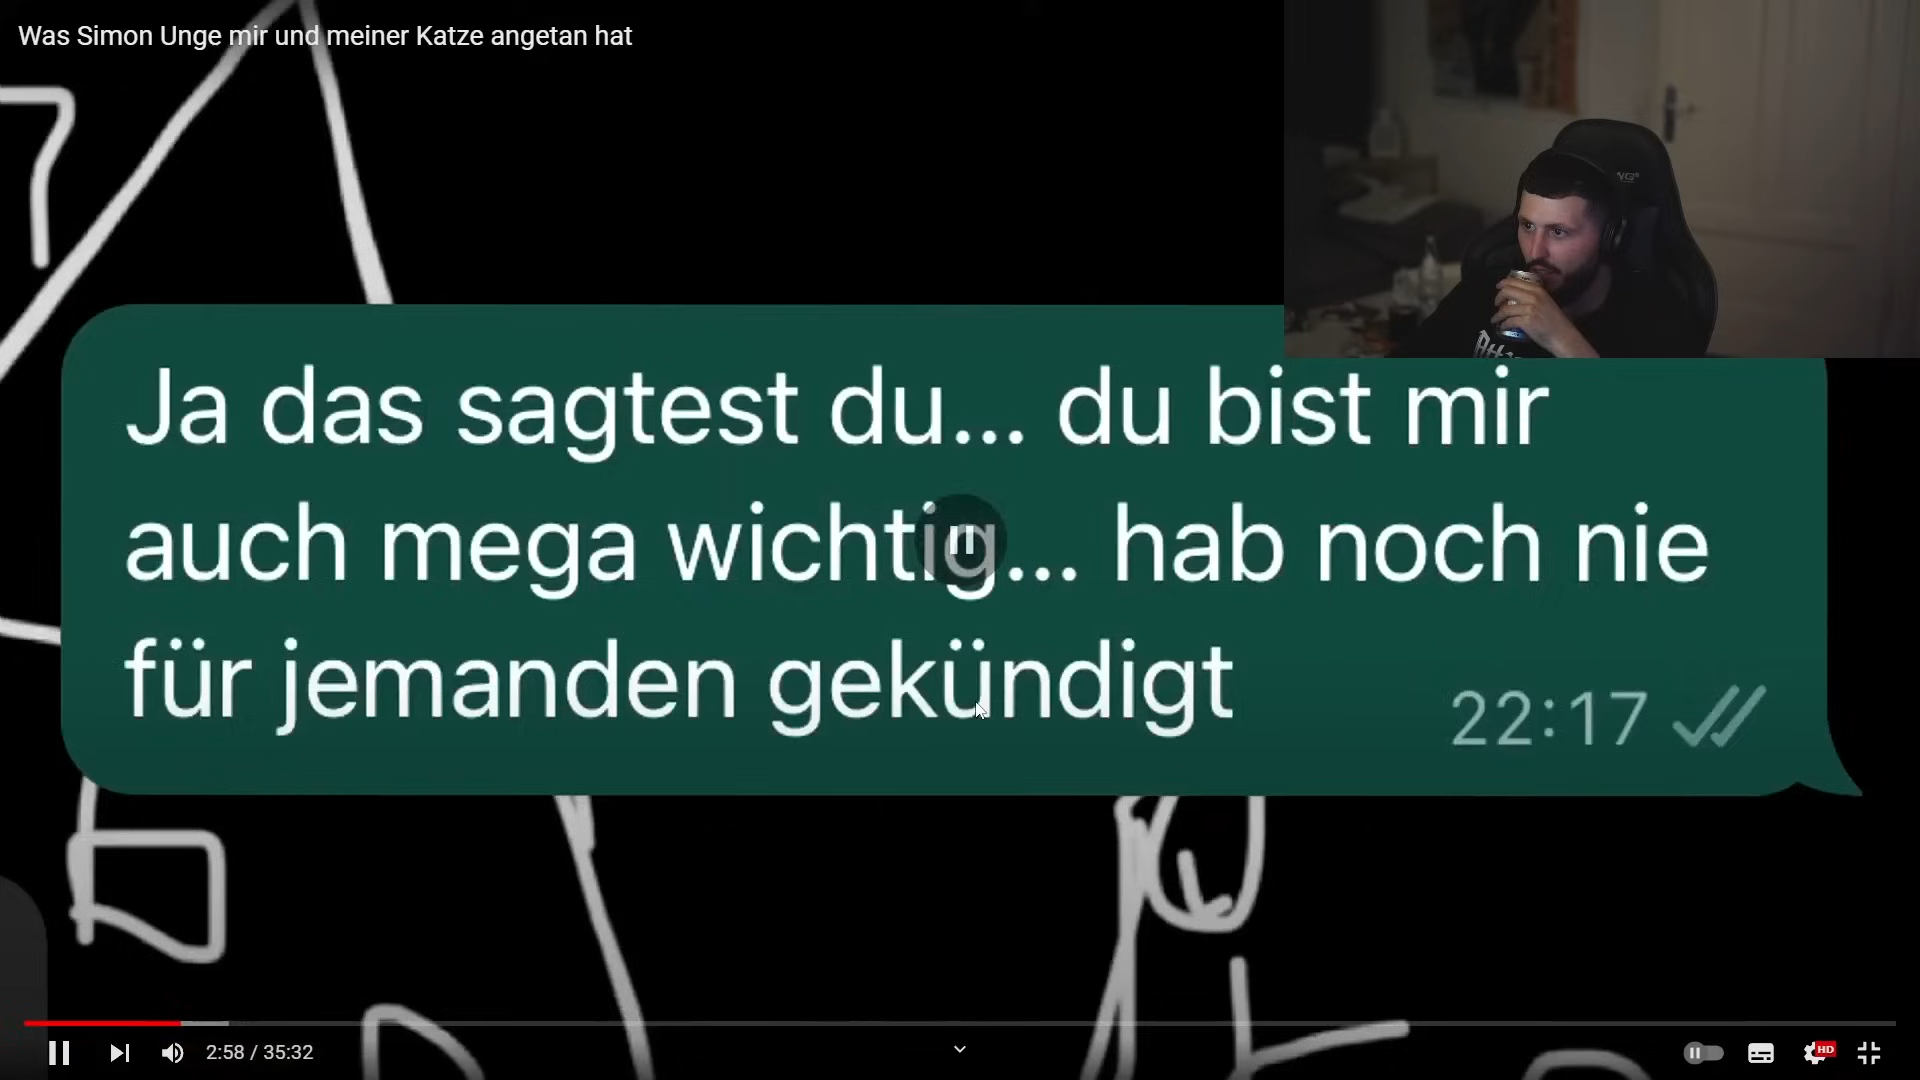 Was Simon Unge mir und meiner Katze angetan hat
Ja das sagtest du... du bist mir
auch mega wichtig... hab noch nie
für jemanden gekündigt
22:17
2:58 / 35:32
HD